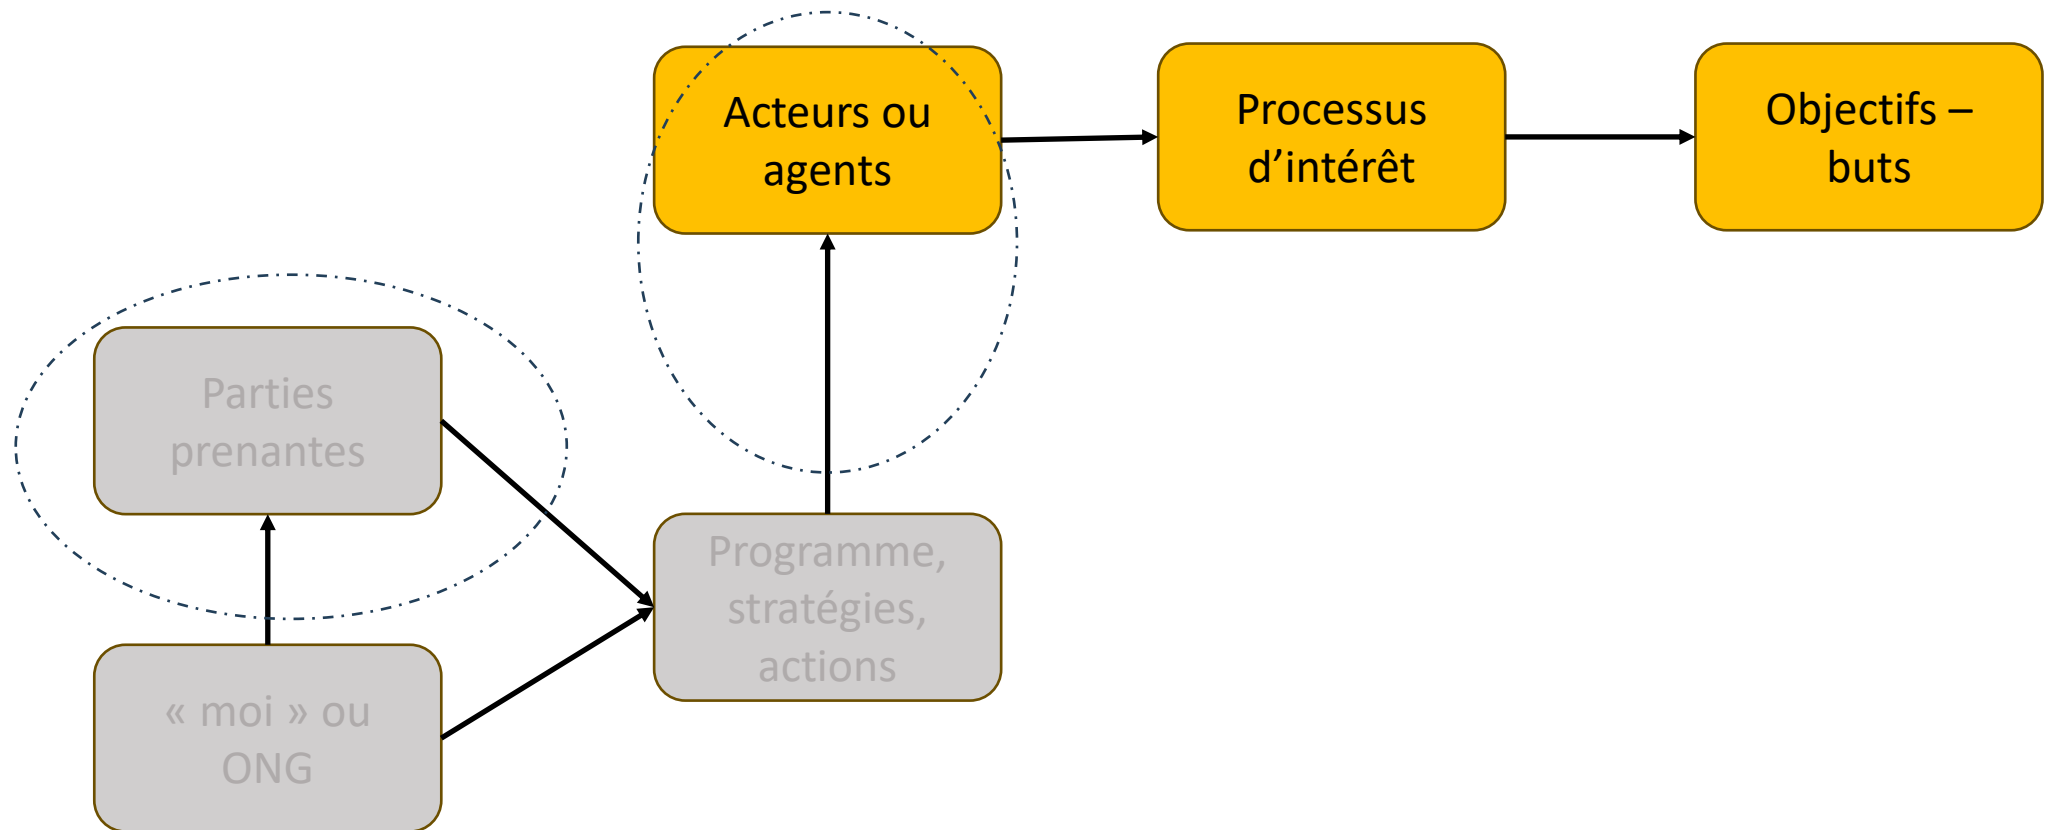 Acteurs ou
agents
Processus
d’intérêt
Objectifs –
buts
Parties
prenantes
Programme,
stratégies,
actions
« moi » ou
ONG